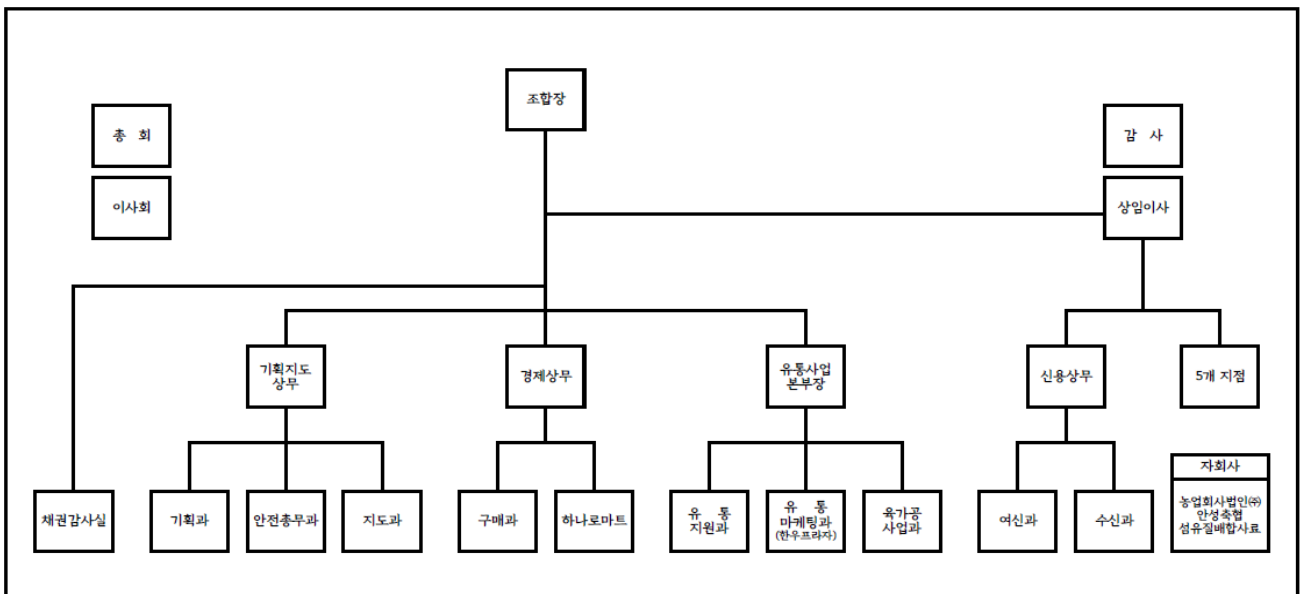 조합장
총 회
감 사
이사회
상임이사
기획지도
상무
경제상무
유통사업
본부장
신용상무
5개 지점
채권감사실
기획과
안전총무과
지도과
구매과
하나로마트
유 통
지원과
유 통
마케팅과
(한우프라자)
육가공
사업과
여신과
수신과
자회사
농업회사법인㈜
안성축협
섬유질배합사료